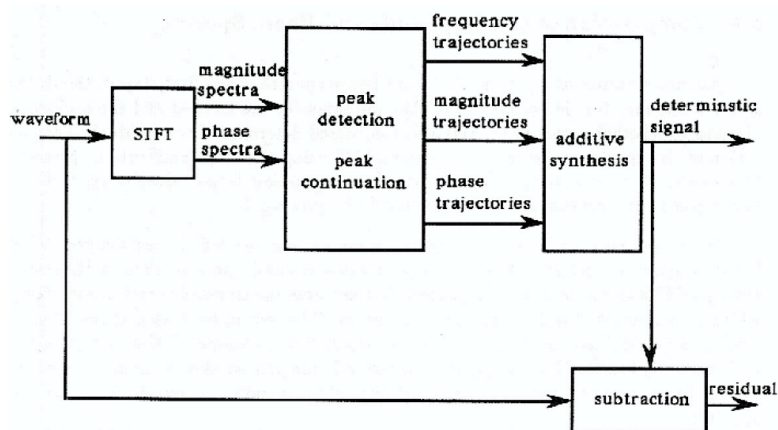 waveform
STFT
magnitude
spectra
phase
spectra
peak
detection
peak
continuation
frequency
trajectories
magnitude
trajectories
phase
trajectories
additive
synthesis
determinstic
signal
subtraction
residual